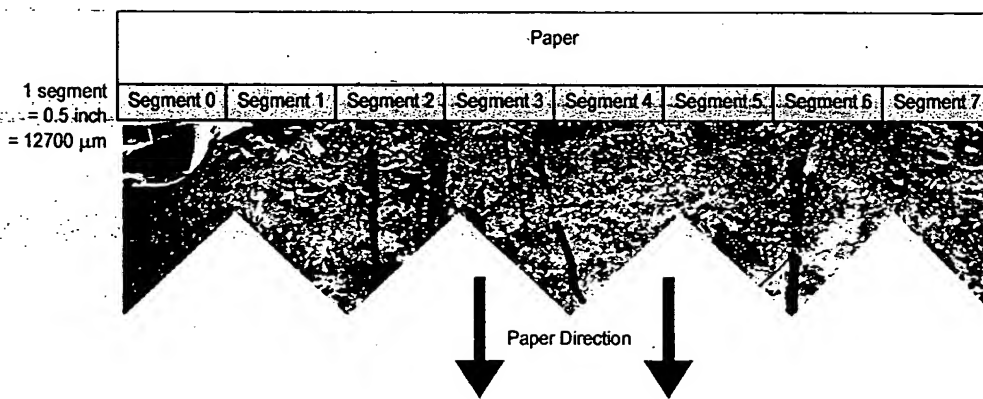 Paper
1 segment
= 0.5 inch
= 12700 µm
Segment 0 Segment 1 Segment 2 Segment 3 Segment 4 Segment 5 Segment 6 Segment 7
Paper Direction